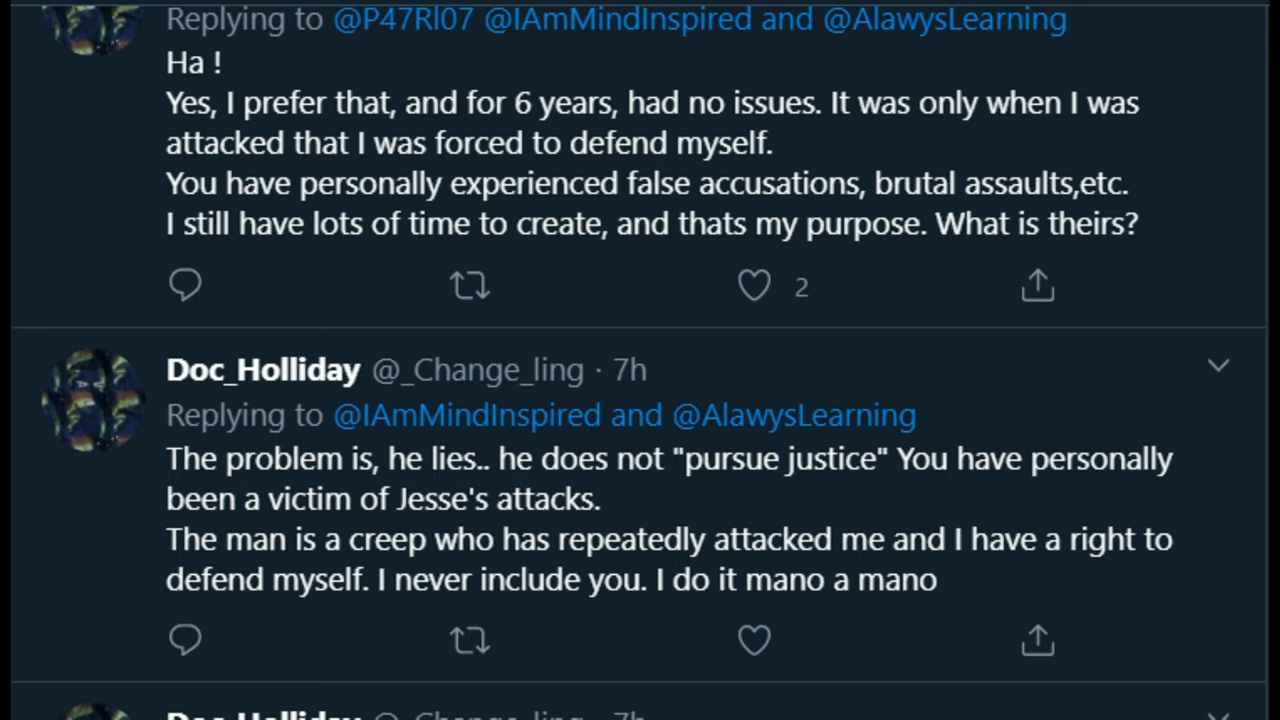 Replying to @P47Rl07 @IAmMindInspired and @AlawysLearning
Ha !
Yes, I prefer that, and for 6 years, had no issues. It was only when I was
attacked that I was forced to defend myself.
You have personally experienced false accusations, brutal assaults,etc.
I still have lots of time to create, and thats my purpose. What is theirs?
2
Doc_Holliday @_Change_ling · 7h
Replying to @IAmMindInspired and @AlawysLearning
The problem is, he lies.. he does not "pursue justice" You have personally
been a victim of Jesse's attacks.
The man is a creep who has repeatedly attacked me and I have a right to
defend myself. I never include you. I do it mano a mano
Doc_Holliday @_Change_ling · 7h